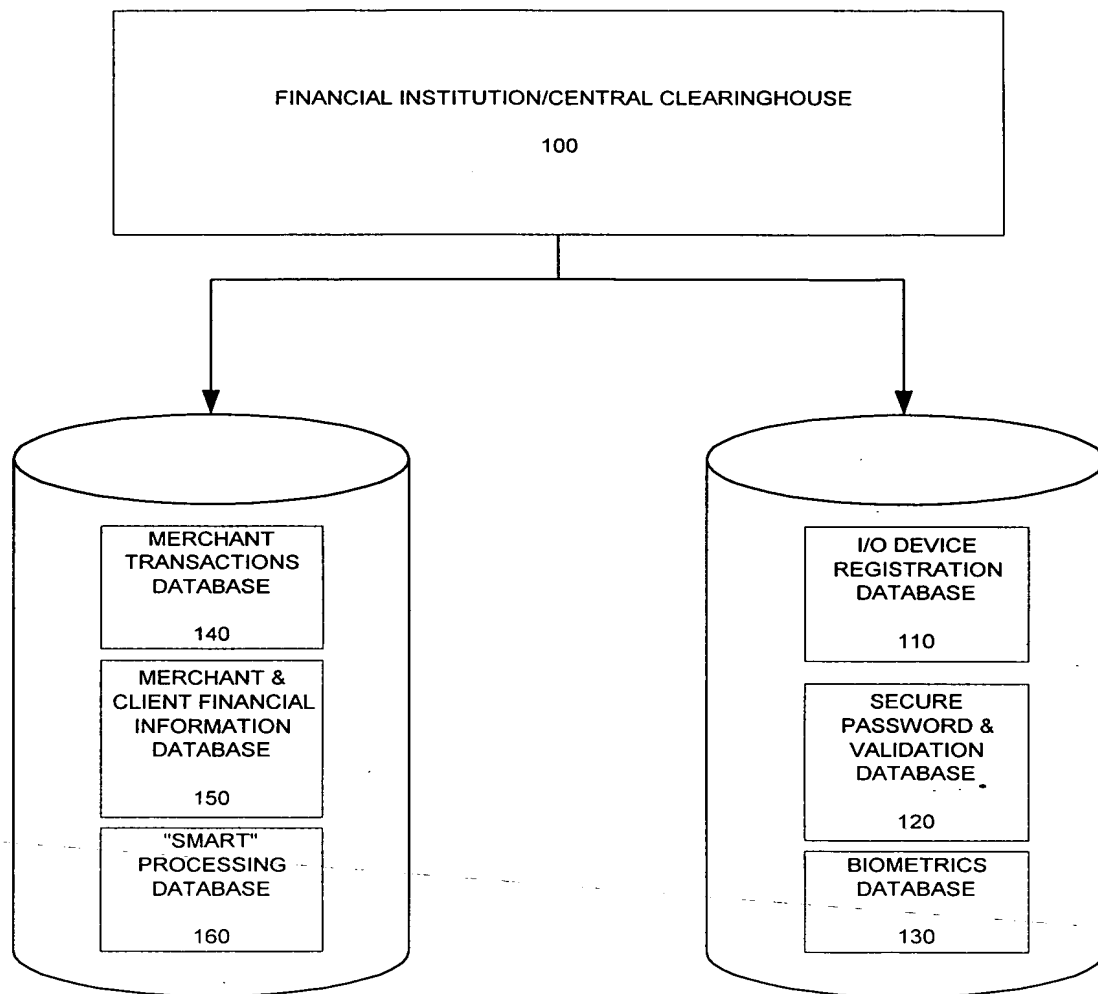 FINANCIAL INSTITUTION/CENTRAL CLEARINGHOUSE
100
MERCHANT
TRANSACTIONS
DATABASE
140
MERCHANT &
CLIENT FINANCIAL
INFORMATION
DATABASE
150
"SMART"
PROCESSING
DATABASE
160
I/O DEVICE
REGISTRATION
DATABASE
110
SECURE
PASSWORD &
VALIDATION
DATABASE
120
BIOMETRICS
DATABASE
130